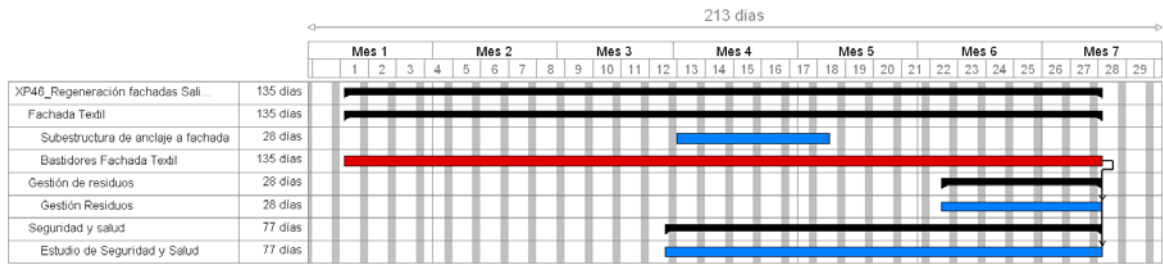 213 días
Mes 1 Mes 2 Mes 3 Mes 4 Mes 5 Mes 6 Mes 7
1 2 3 4 5 6 7 8 9 10 11 12 13 14 15 16 17 18 19 20 21 22 23 24 25 26 27 28 29
XP46_Regeneración fachadas Sali... 135 días
Fachada Textil 135 días
Subestructura de anclaje a fachada 28 días
Bastidores Fachada Textil 135 días
Gestión de residuos 28 días
Gestión Residuos 28 días
Seguridad y salud 77 días
Estudio de Seguridad y Salud 77 días